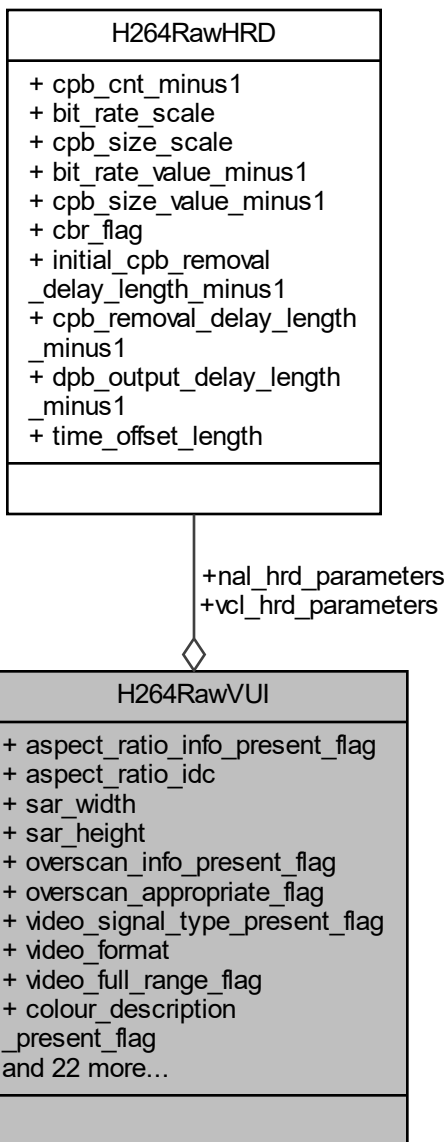 H264RawHRD
+ cpb_cnt_minus1
+ bit_rate_scale
+ cpb_size_scale
+ bit_rate_value_minus1
+ cpb_size_value_minus1
+ cbr_flag
+ initial_cpb_removal
_delay_length_minus1
+ cpb_removal_delay_length
_minus1
+ dpb_output_delay_length
_minus1
+ time_offset_length
+nal_hrd_parameters
+vcl_hrd_parameters
H264RawVUI
+ aspect_ratio_info_present_flag
+ aspect_ratio_idc
+ sar_width
+ sar_height
+ overscan_info_present_flag
+ overscan_appropriate_flag
+ video_signal_type_present_flag
+ video_format
+ video_full_range_flag
+ colour_description
_present_flag
and 22 more...